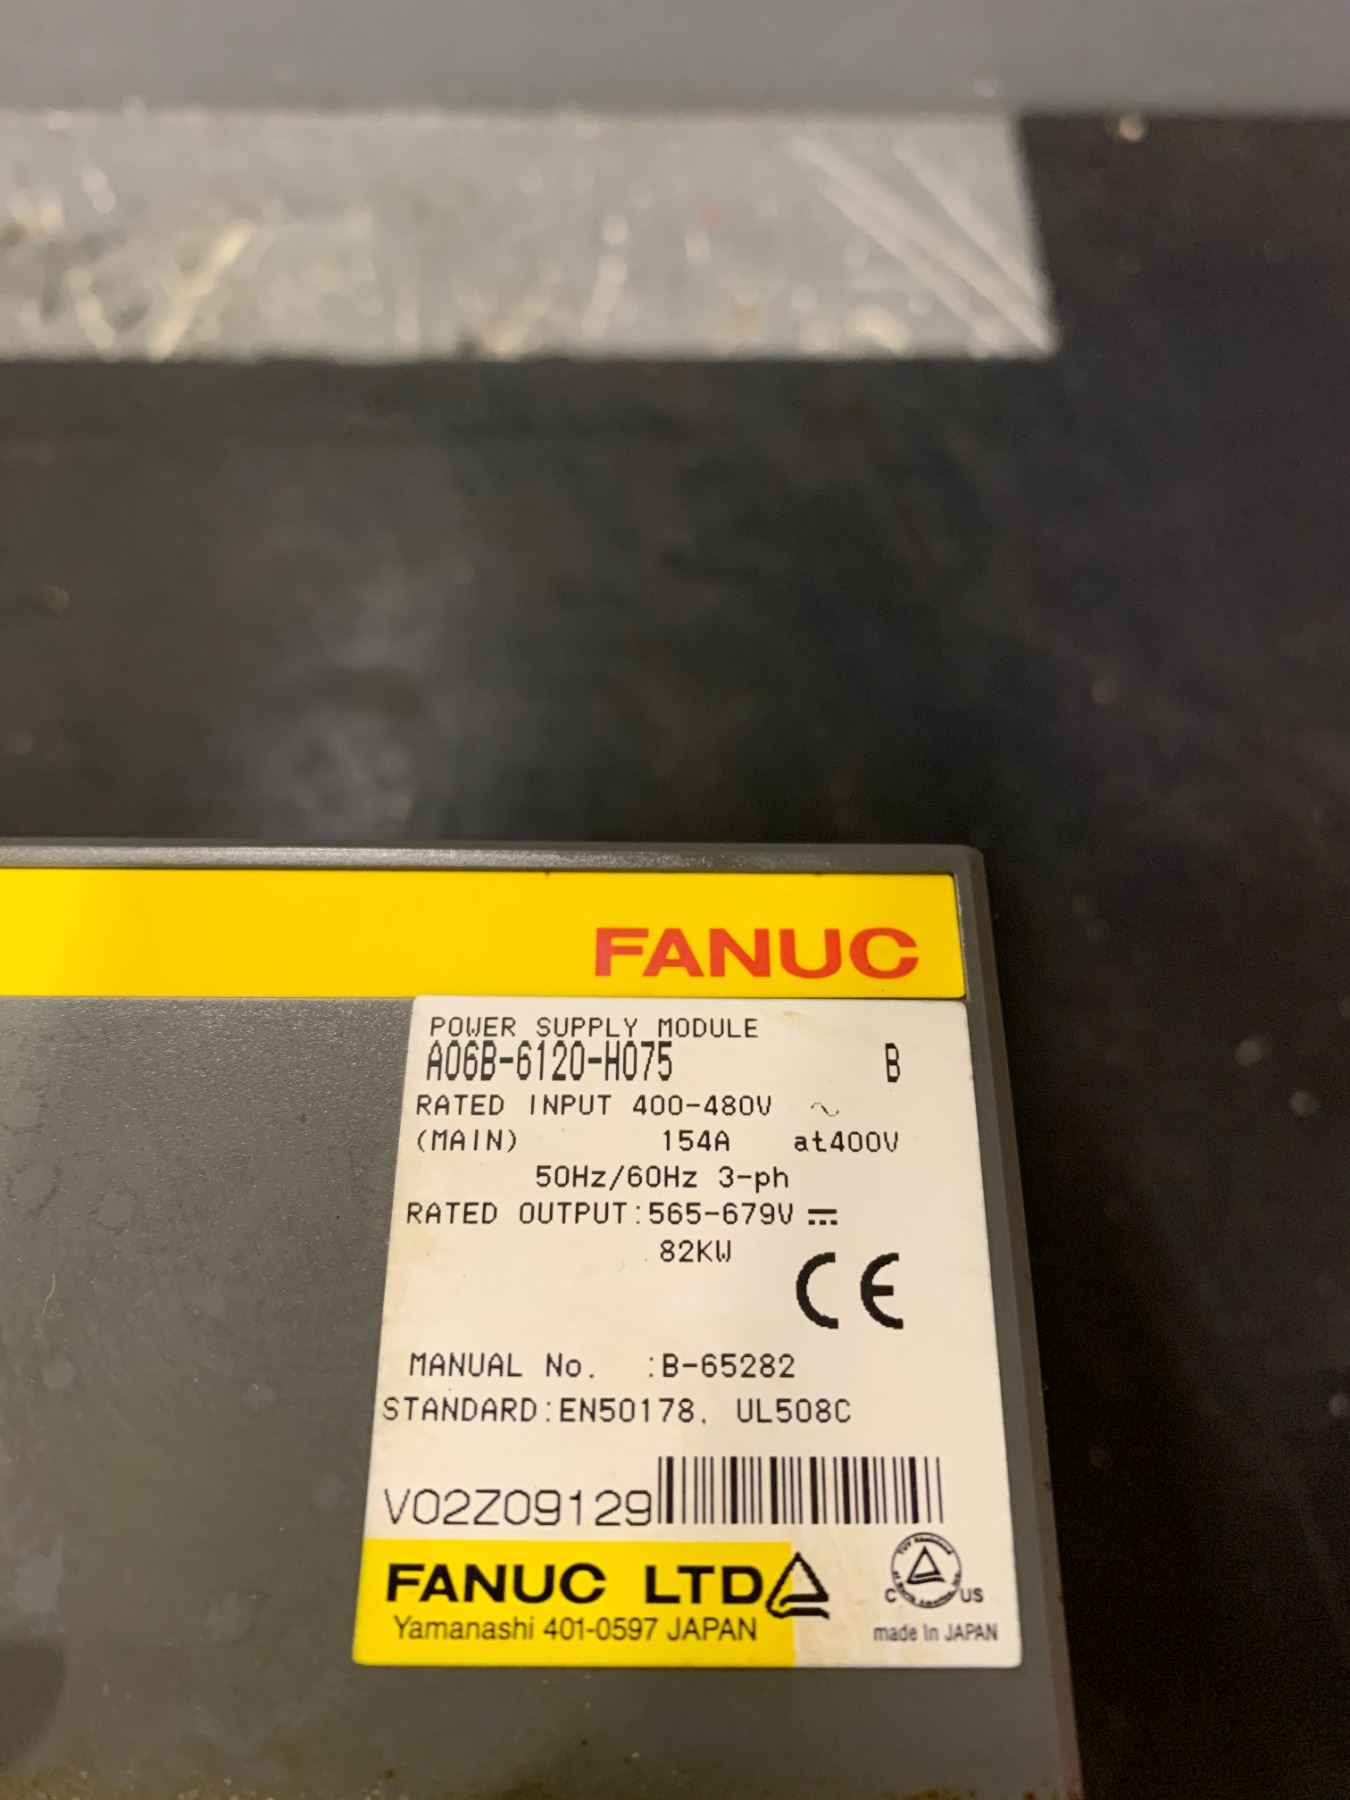 FANUC
POWER SUPPLY MODULE
A06B-6120-H075 B
RATED INPUT 400-480V ~
(MAIN) 154A at400V
50Hz/60Hz 3-ph
RATED OUTPUT:565-679V ⎓
82KW
CE
MANUAL No. :B-65282
STANDARD:EN50178, UL508C
V02Z09129
FANUC LTD
Yamanashi 401-0597 JAPAN
C US
made In JAPAN